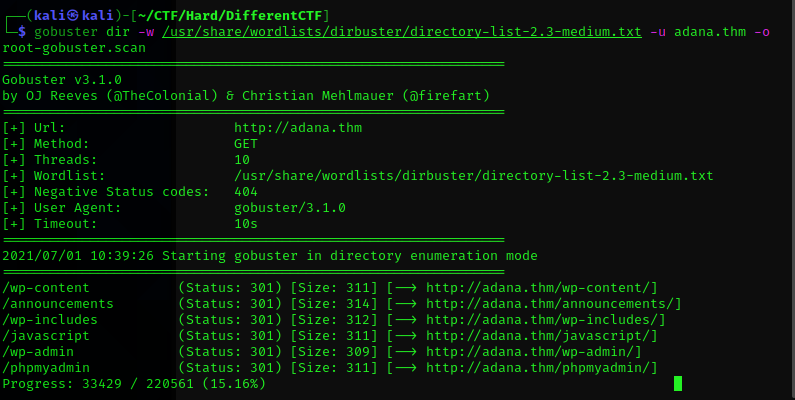 ┌──(kali㉿kali)-[~/CTF/Hard/DifferentCTF]
└─$ gobuster dir -w /usr/share/wordlists/dirbuster/directory-list-2.3-medium.txt -u adana.thm -o
root-gobuster.scan
===============================================================
Gobuster v3.1.0
by OJ Reeves (@TheColonial) & Christian Mehlmauer (@firefart)
===============================================================
[+] Url:                     http://adana.thm
[+] Method:                  GET
[+] Threads:                 10
[+] Wordlist:                /usr/share/wordlists/dirbuster/directory-list-2.3-medium.txt
[+] Negative Status codes:   404
[+] User Agent:              gobuster/3.1.0
[+] Timeout:                 10s
===============================================================
2021/07/01 10:39:26 Starting gobuster in directory enumeration mode
===============================================================
/wp-content           (Status: 301) [Size: 311] [--> http://adana.thm/wp-content/]
/announcements        (Status: 301) [Size: 314] [--> http://adana.thm/announcements/]
/wp-includes          (Status: 301) [Size: 312] [--> http://adana.thm/wp-includes/]
/javascript           (Status: 301) [Size: 311] [--> http://adana.thm/javascript/]
/wp-admin             (Status: 301) [Size: 309] [--> http://adana.thm/wp-admin/]
/phpmyadmin           (Status: 301) [Size: 311] [--> http://adana.thm/phpmyadmin/]
Progress: 33429 / 220561 (15.16%)